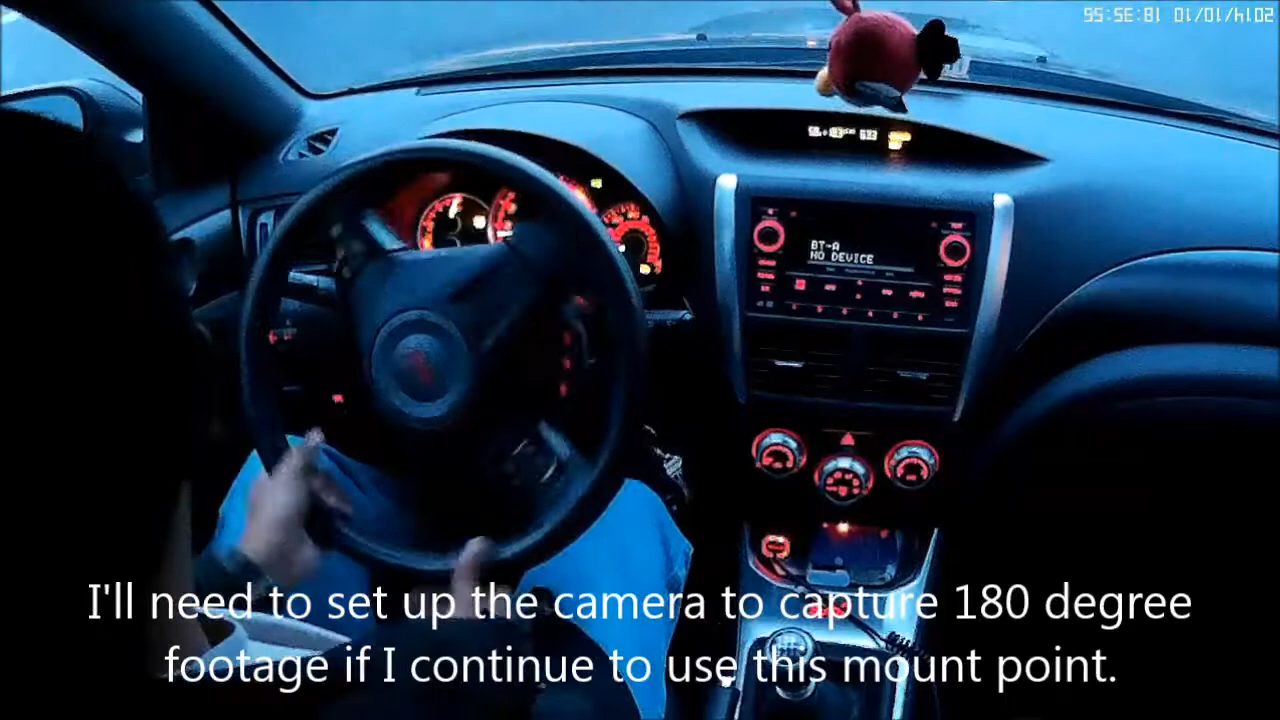 BT-A
NO DEVICE
I'll need to set up the camera to capture 180 degree
footage if I continue to use this mount point.